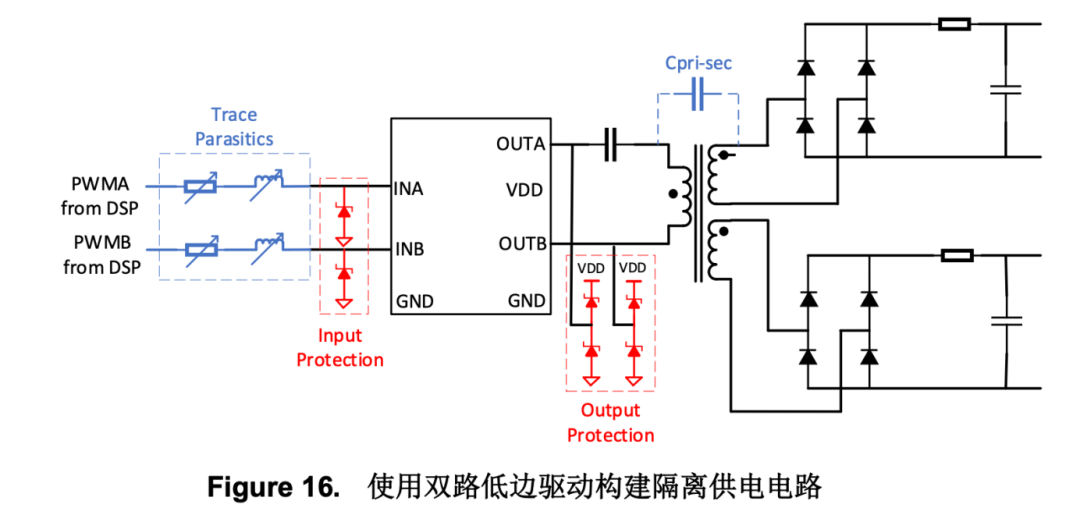 Cpri-sec
Trace
Parasitics
PWMA
from DSP
PWMB
from DSP
INA
INB
GND
OUTA
VDD
OUTB
GND
VDD
VDD
Input
Protection
Output
Protection
Figure 16. 使用双路低边驱动构建隔离供电电路